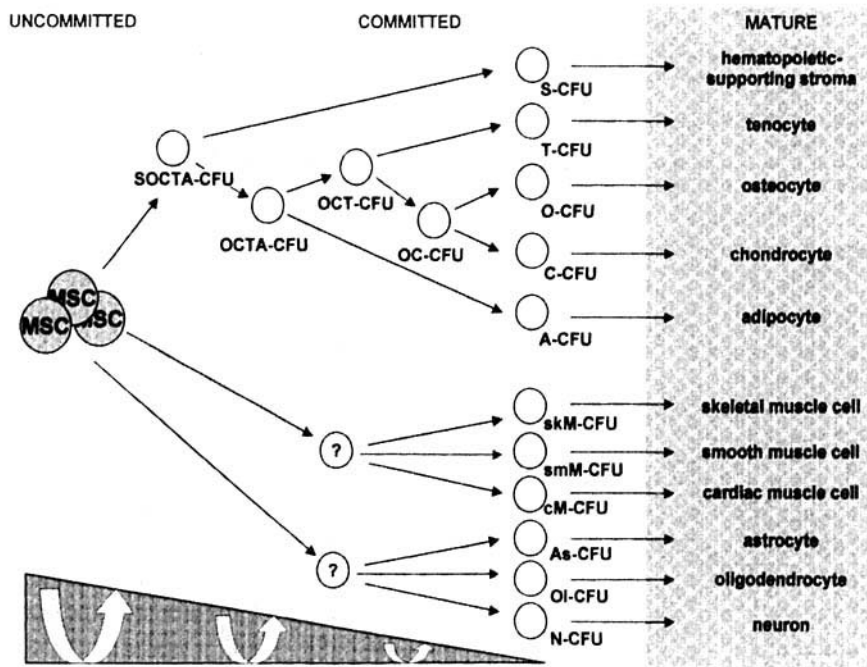 UNCOMMITTED
COMMITTED
MATURE
S-CFU
hematopoietic-
supporting stroma
T-CFU
tenocyte
SOCTA-CFU
OCT-CFU
O-CFU
osteocyte
OCTA-CFU
OC-CFU
C-CFU
chondrocyte
MSC
MSC
MSC
A-CFU
adipocyte
skM-CFU
skeletal muscle cell
?
smM-CFU
smooth muscle cell
cM-CFU
cardiac muscle cell
As-CFU
astrocyte
?
Ol-CFU
oligodendrocyte
N-CFU
neuron